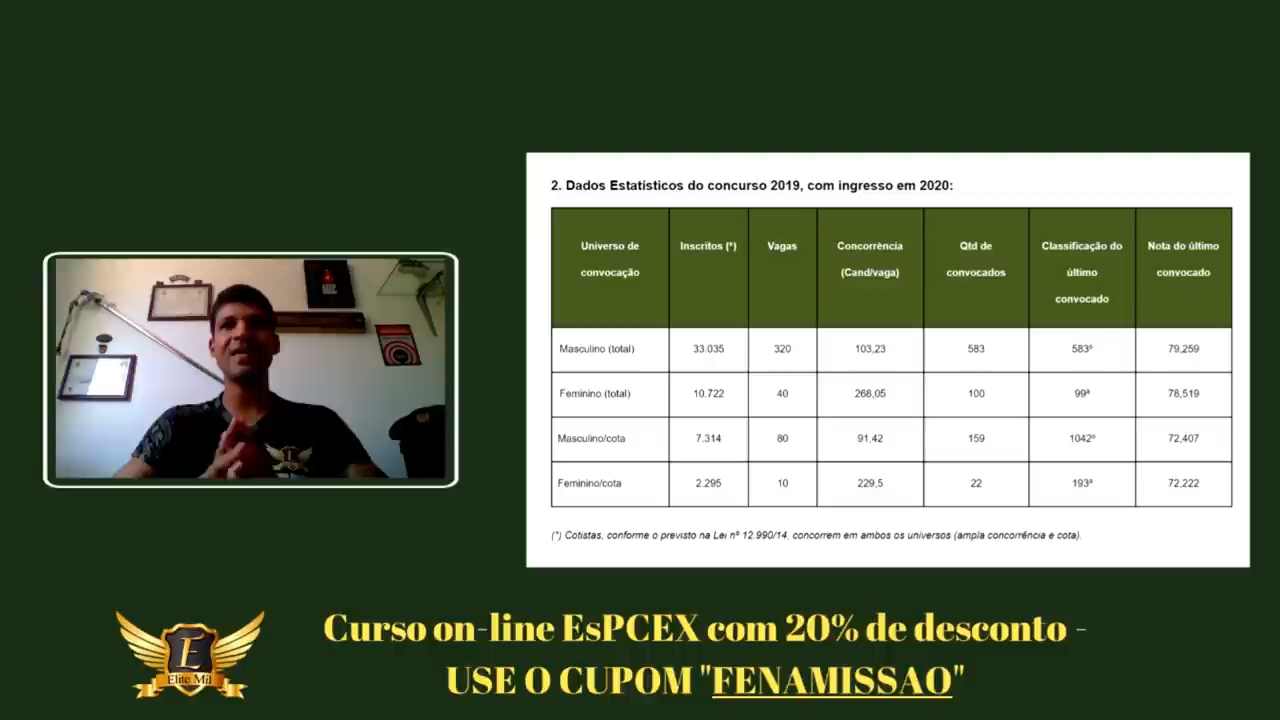 2. Dados Estatísticos do concurso 2019, com ingresso em 2020:
Universo de convocação Inscritos (*) Vagas Concorrência (Cand/vaga) Qtd de convocados Classificação do último convocado Nota do último convocado
Masculino (total) 33.035 320 103,23 583 583º 79,259
Feminino (total) 10.722 40 268,05 100 99ª 78,519
Masculino/cota 7.314 80 91,42 159 1042º 72,407
Feminino/cota 2.295 10 229,5 22 193ª 72,222
(*) Cotistas, conforme o previsto na Lei nº 12.990/14, concorrem em ambos os universos (ampla concorrência e cota).
E
Elite Mil
Curso on-line EsPCEX com 20% de desconto -
USE O CUPOM "FENAMISSAO"